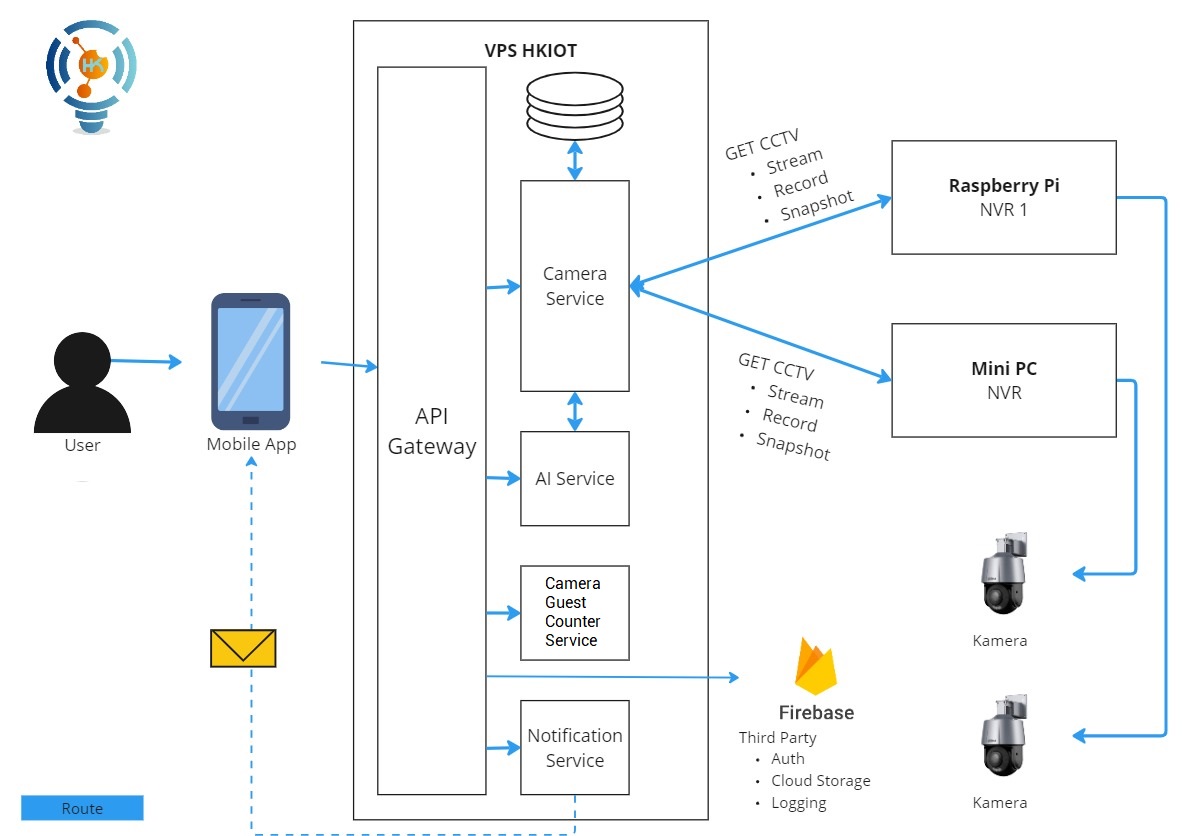 HK
VPS HKIOT
API
Gateway
Camera
Service
AI Service
Camera
Guest
Counter
Service
Notification
Service
User
Mobile App
GET CCTV
• Stream
• Record
• Snapshot
GET CCTV
• Stream
• Record
• Snapshot
Raspberry Pi
NVR 1
Mini PC
NVR
Kamera
Kamera
Firebase
Third Party
• Auth
• Cloud Storage
• Logging
Route